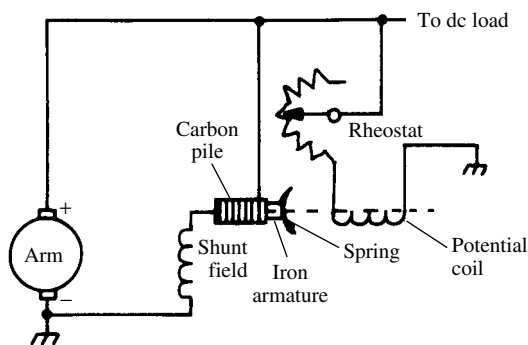 To dc load
Rheostat
Carbon
pile
+
Arm
−
Shunt
field
Iron
armature
Spring
Potential
coil